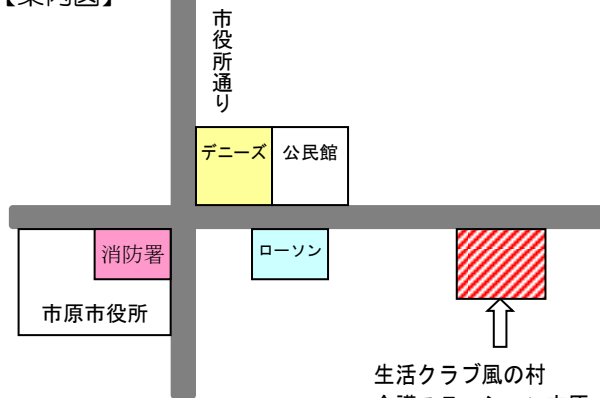 【案内図】
市役所通り
デニーズ
公民館
消防署
ローソン
市原市役所
生活クラブ風の村